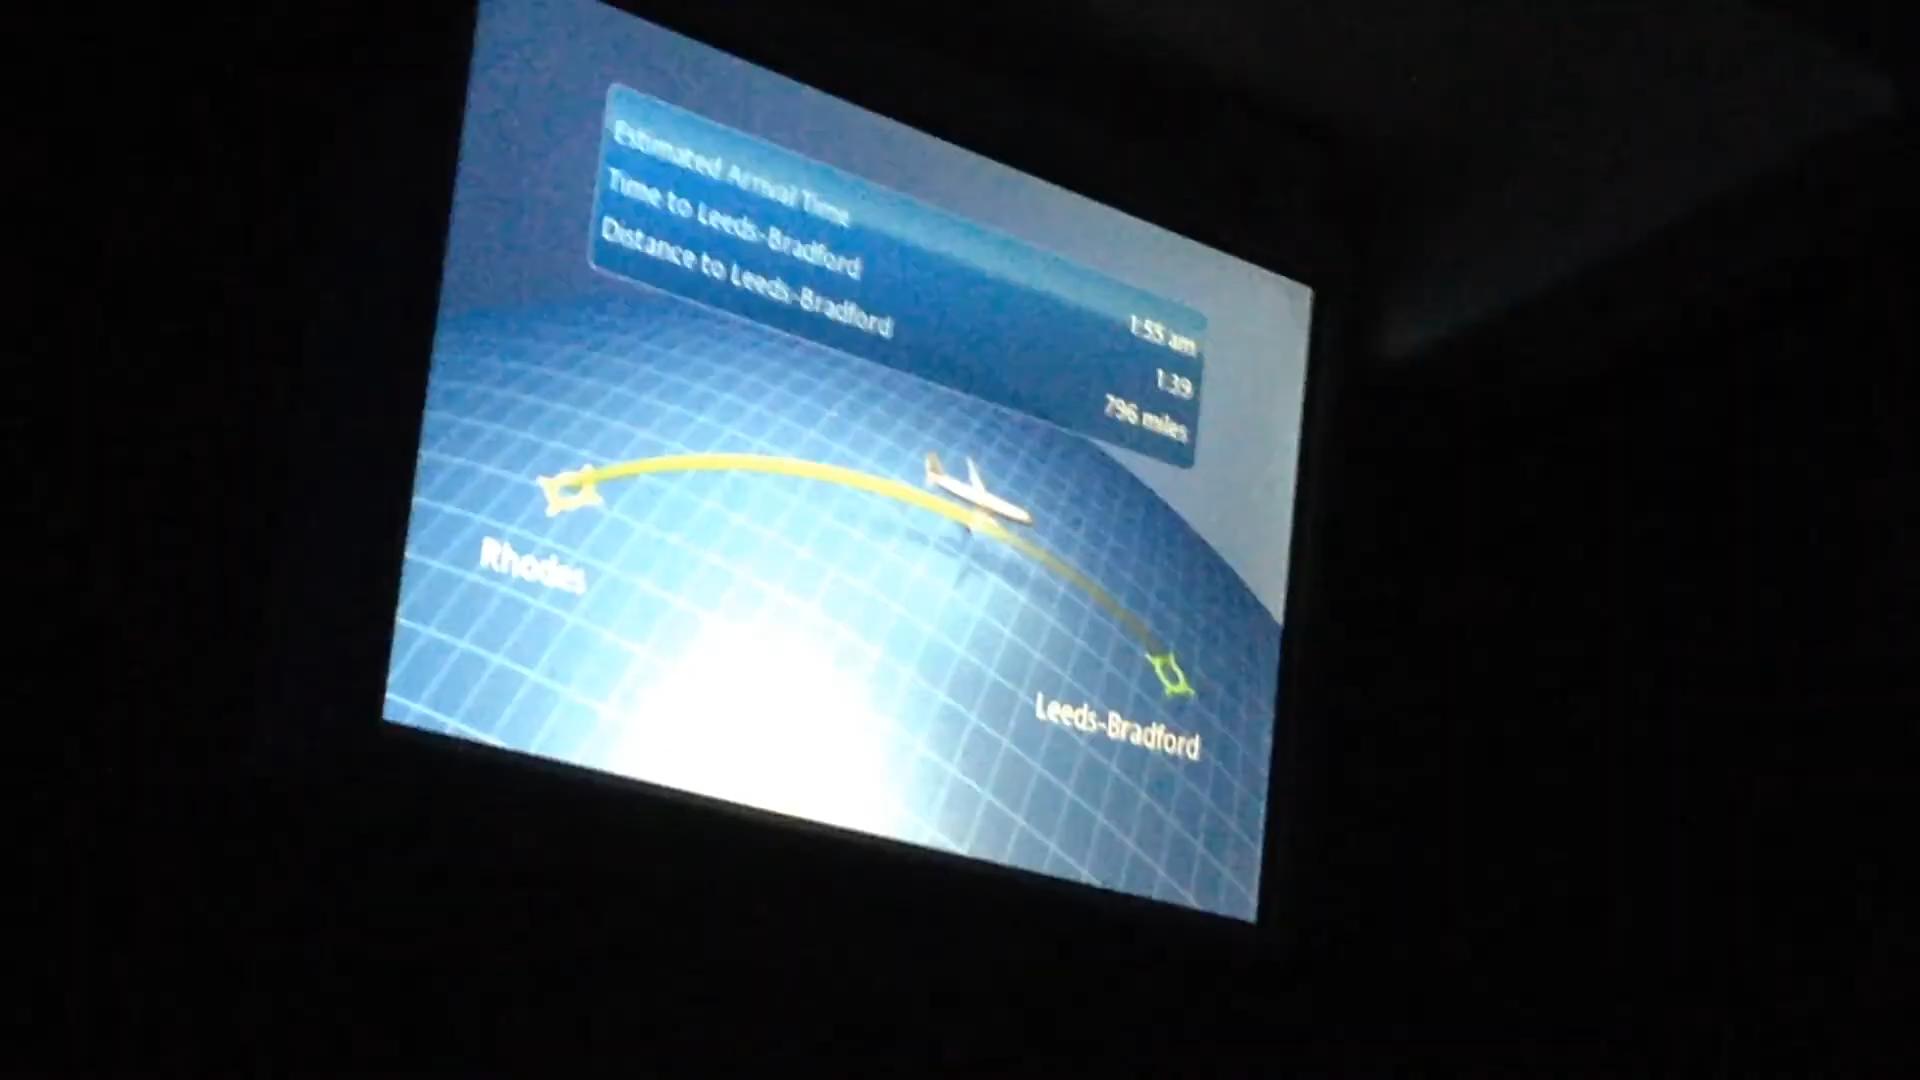 Estimated Arrival Time 1:55 am
Time to Leeds-Bradford 1:39
Distance to Leeds-Bradford 796 miles
Rhodes
Leeds-Bradford